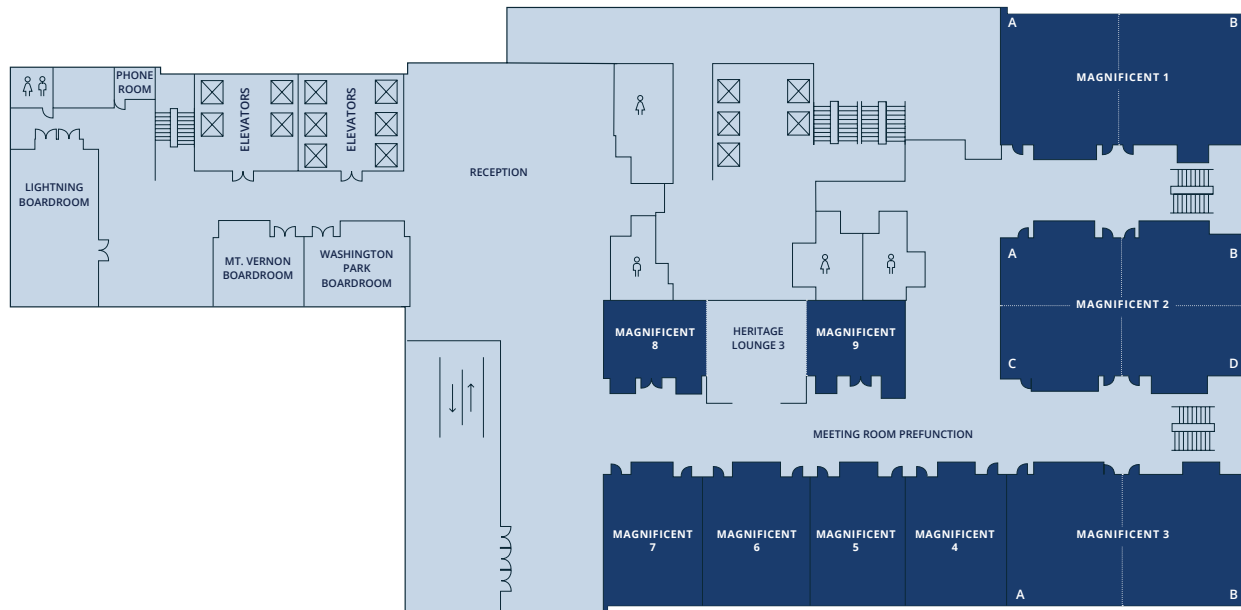 A
B
MAGNIFICENT 1
PHONE
ROOM
ELEVATORS
ELEVATORS
RECEPTION
LIGHTNING
BOARDROOM
MT. VERNON
BOARDROOM
WASHINGTON
PARK
BOARDROOM
A
B
MAGNIFICENT 2
C
D
MAGNIFICENT
8
HERITAGE
LOUNGE 3
MAGNIFICENT
9
MEETING ROOM PREFUNCTION
MAGNIFICENT
7
MAGNIFICENT
6
MAGNIFICENT
5
MAGNIFICENT
4
MAGNIFICENT 3
A
B